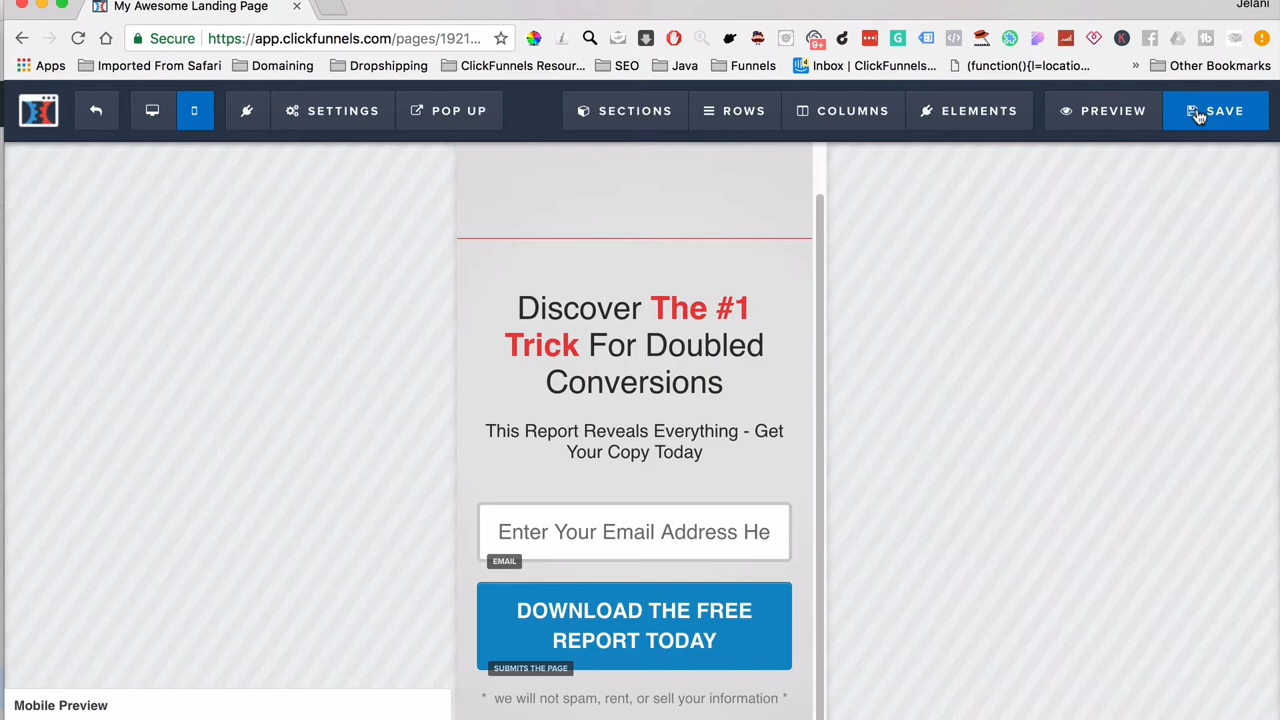 My Awesome Landing Page
Jelani
Secure https://app.clickfunnels.com/pages/1921... 9+
Apps Imported From Safari Domaining Dropshipping ClickFunnels Resour... SEO Java Funnels Inbox | ClickFunnels... (function(){l=locatio... » Other Bookmarks
SETTINGS POP UP SECTIONS ROWS COLUMNS ELEMENTS PREVIEW SAVE
Discover The #1
Trick For Doubled
Conversions
This Report Reveals Everything - Get
Your Copy Today
Enter Your Email Address He
EMAIL
DOWNLOAD THE FREE
REPORT TODAY
SUBMITS THE PAGE
* we will not spam, rent, or sell your information *
Mobile Preview